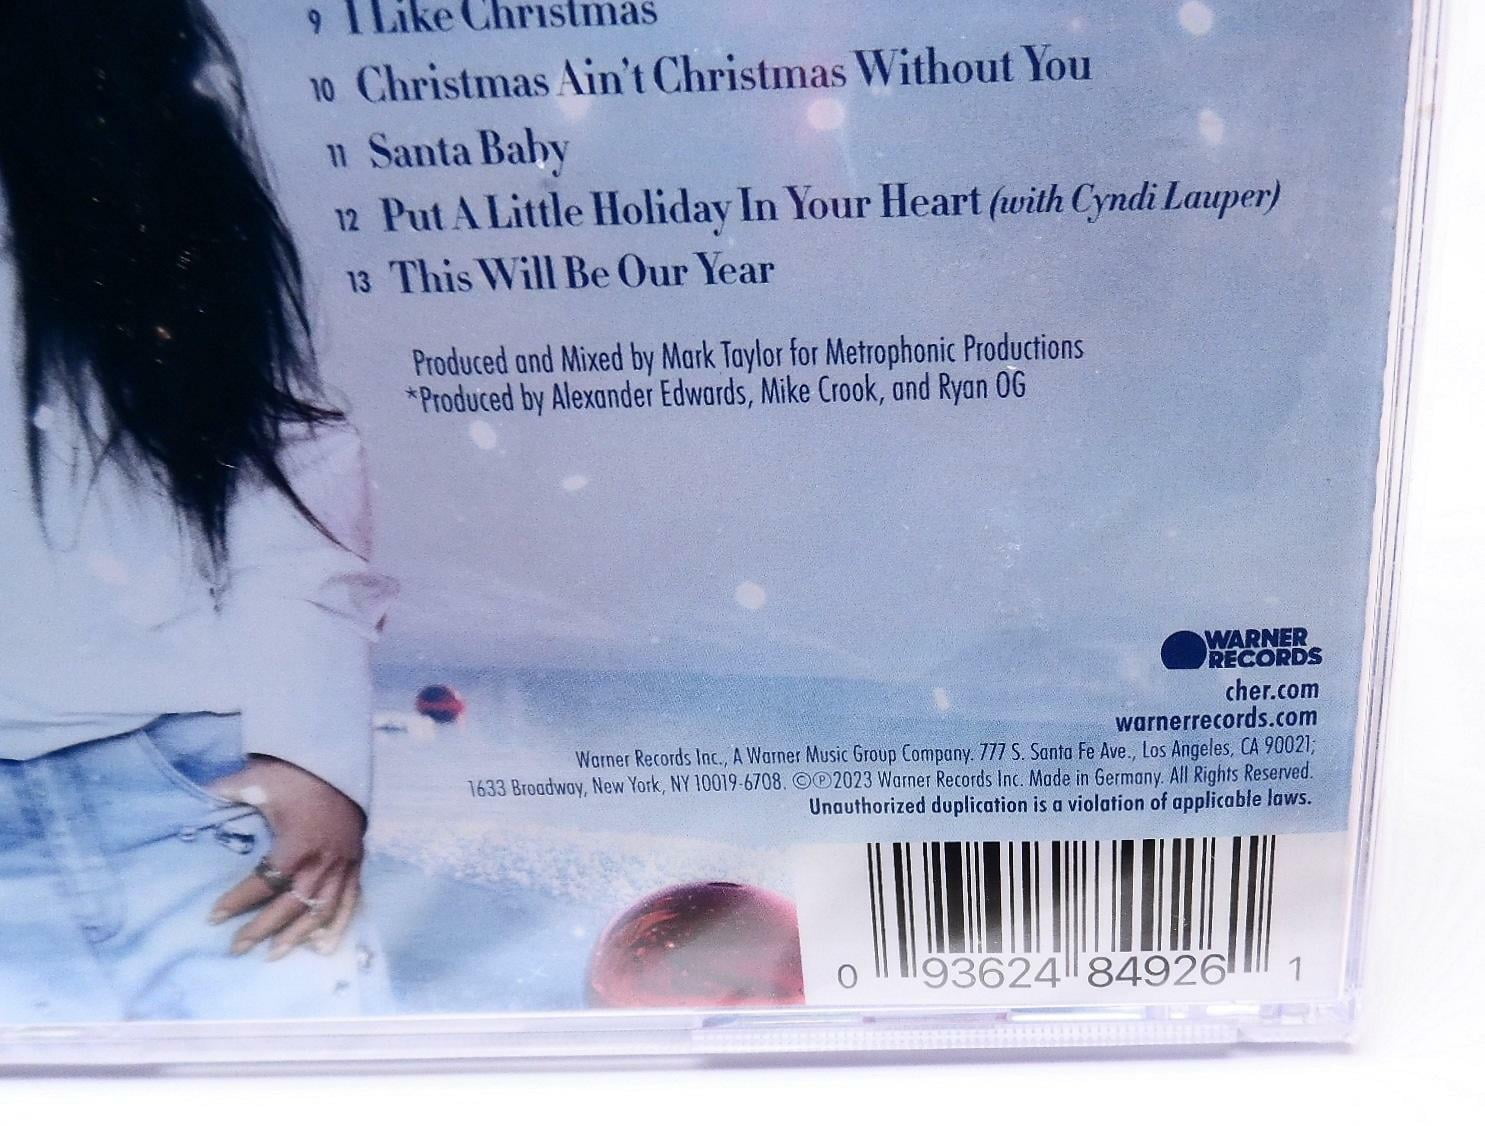 9 I Like Christmas
10 Christmas Ain't Christmas Without You
11 Santa Baby
12 Put A Little Holiday In Your Heart (with Cyndi Lauper)
13 This Will Be Our Year
Produced and Mixed by Mark Taylor for Metrophonic Productions
*Produced by Alexander Edwards, Mike Crook, and Ryan OG
WARNER
RECORDS
cher.com
warnerrecords.com
Warner Records Inc., A Warner Music Group Company. 777 S. Santa Fe Ave., Los Angeles, CA 90021;
1633 Broadway, New York, NY 10019-6708. ©℗2023 Warner Records Inc. Made in Germany. All Rights Reserved.
Unauthorized duplication is a violation of applicable laws.
0 93624 84926 1